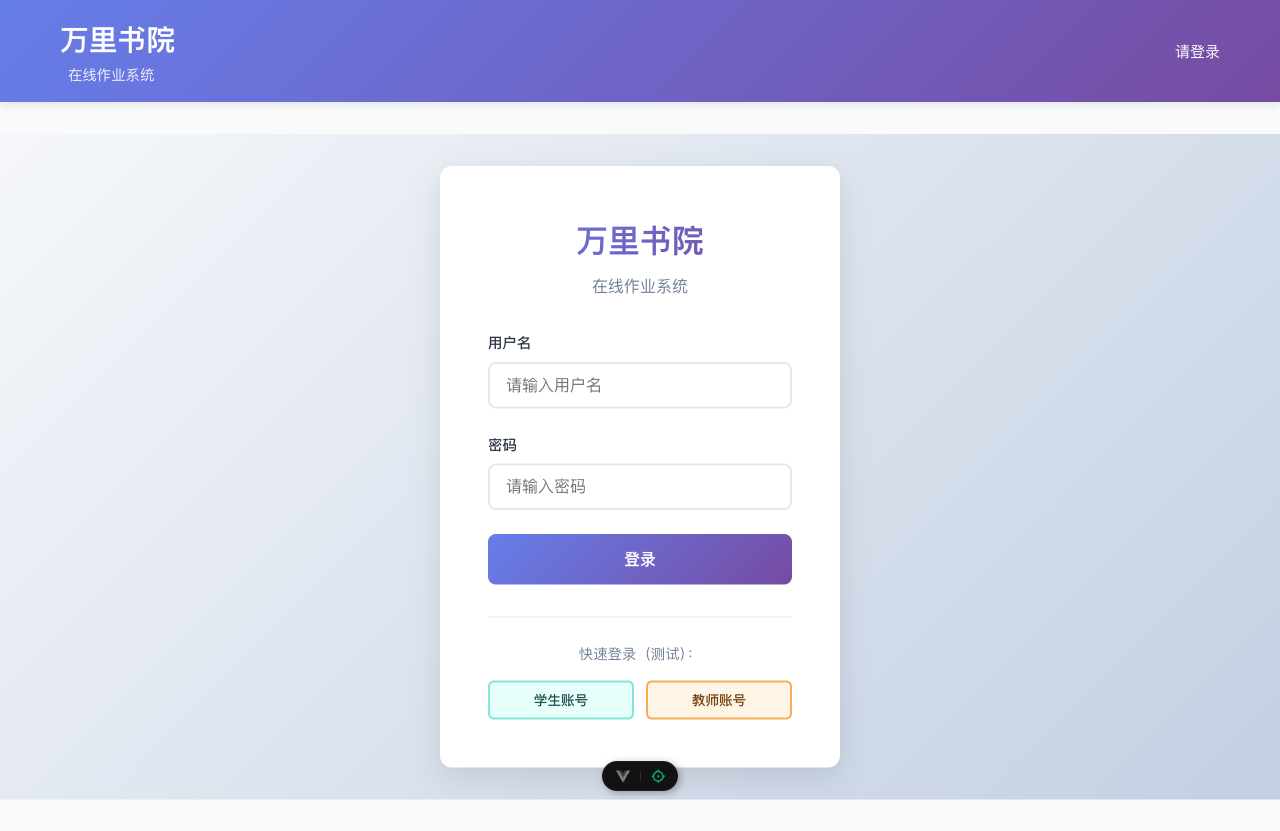 万里书院
在线作业系统
请登录
万里书院
在线作业系统
用户名
请输入用户名
密码
请输入密码
登录
快速登录（测试）：
学生账号
教师账号